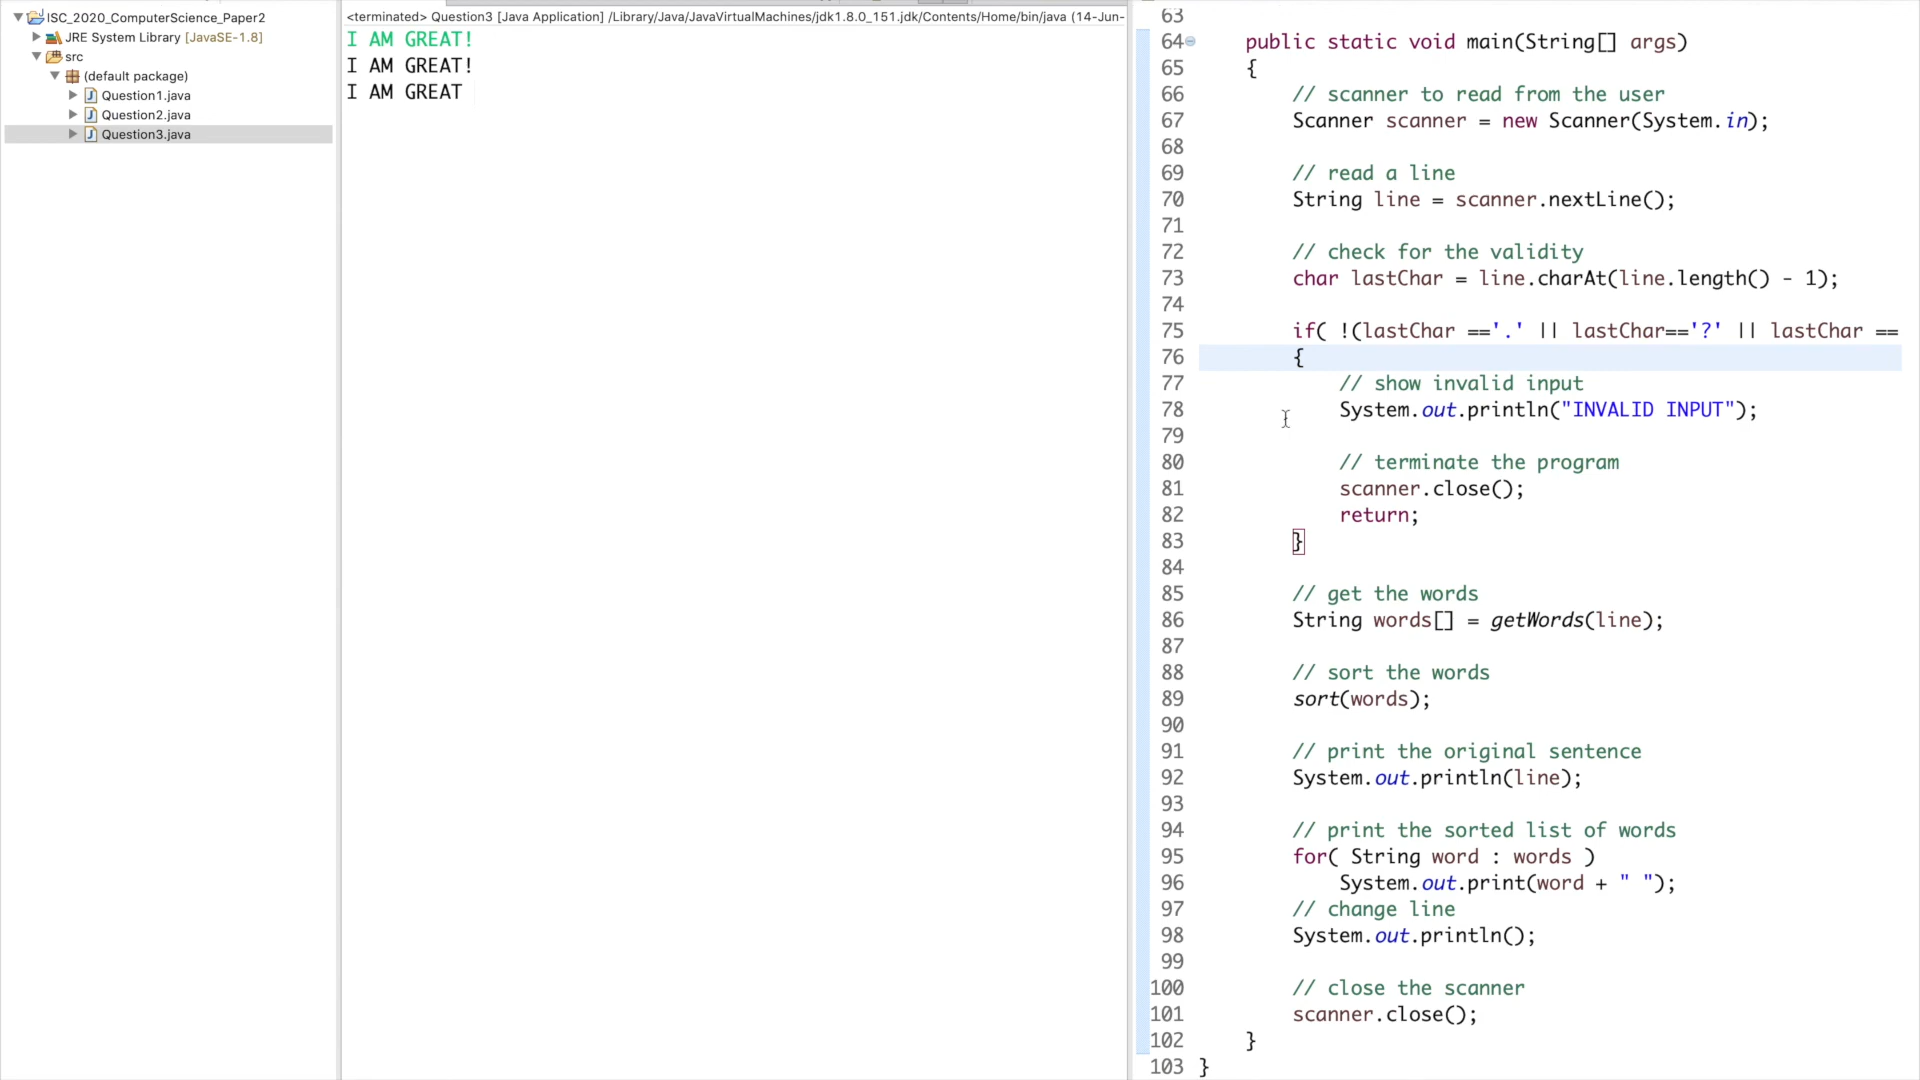 ISC_2020_ComputerScience_Paper2
JRE System Library [JavaSE-1.8]
src
(default package)
Question1.java
Question2.java
Question3.java
<terminated> Question3 [Java Application] /Library/Java/JavaVirtualMachines/jdk1.8.0_151.jdk/Contents/Home/bin/java (14-Jun-
I AM GREAT!
I AM GREAT!
I AM GREAT
63
64 public static void main(String[] args)
65 {
66 // scanner to read from the user
67 Scanner scanner = new Scanner(System.in);
68
69 // read a line
70 String line = scanner.nextLine();
71
72 // check for the validity
73 char lastChar = line.charAt(line.length() - 1);
74
75 if( !(lastChar =='.' || lastChar=='?' || lastChar ==
76 {
77 // show invalid input
78 System.out.println("INVALID INPUT");
79
80 // terminate the program
81 scanner.close();
82 return;
83 }
84
85 // get the words
86 String words[] = getWords(line);
87
88 // sort the words
89 sort(words);
90
91 // print the original sentence
92 System.out.println(line);
93
94 // print the sorted list of words
95 for( String word : words )
96 System.out.print(word + " ");
97 // change line
98 System.out.println();
99
100 // close the scanner
101 scanner.close();
102 }
103 }